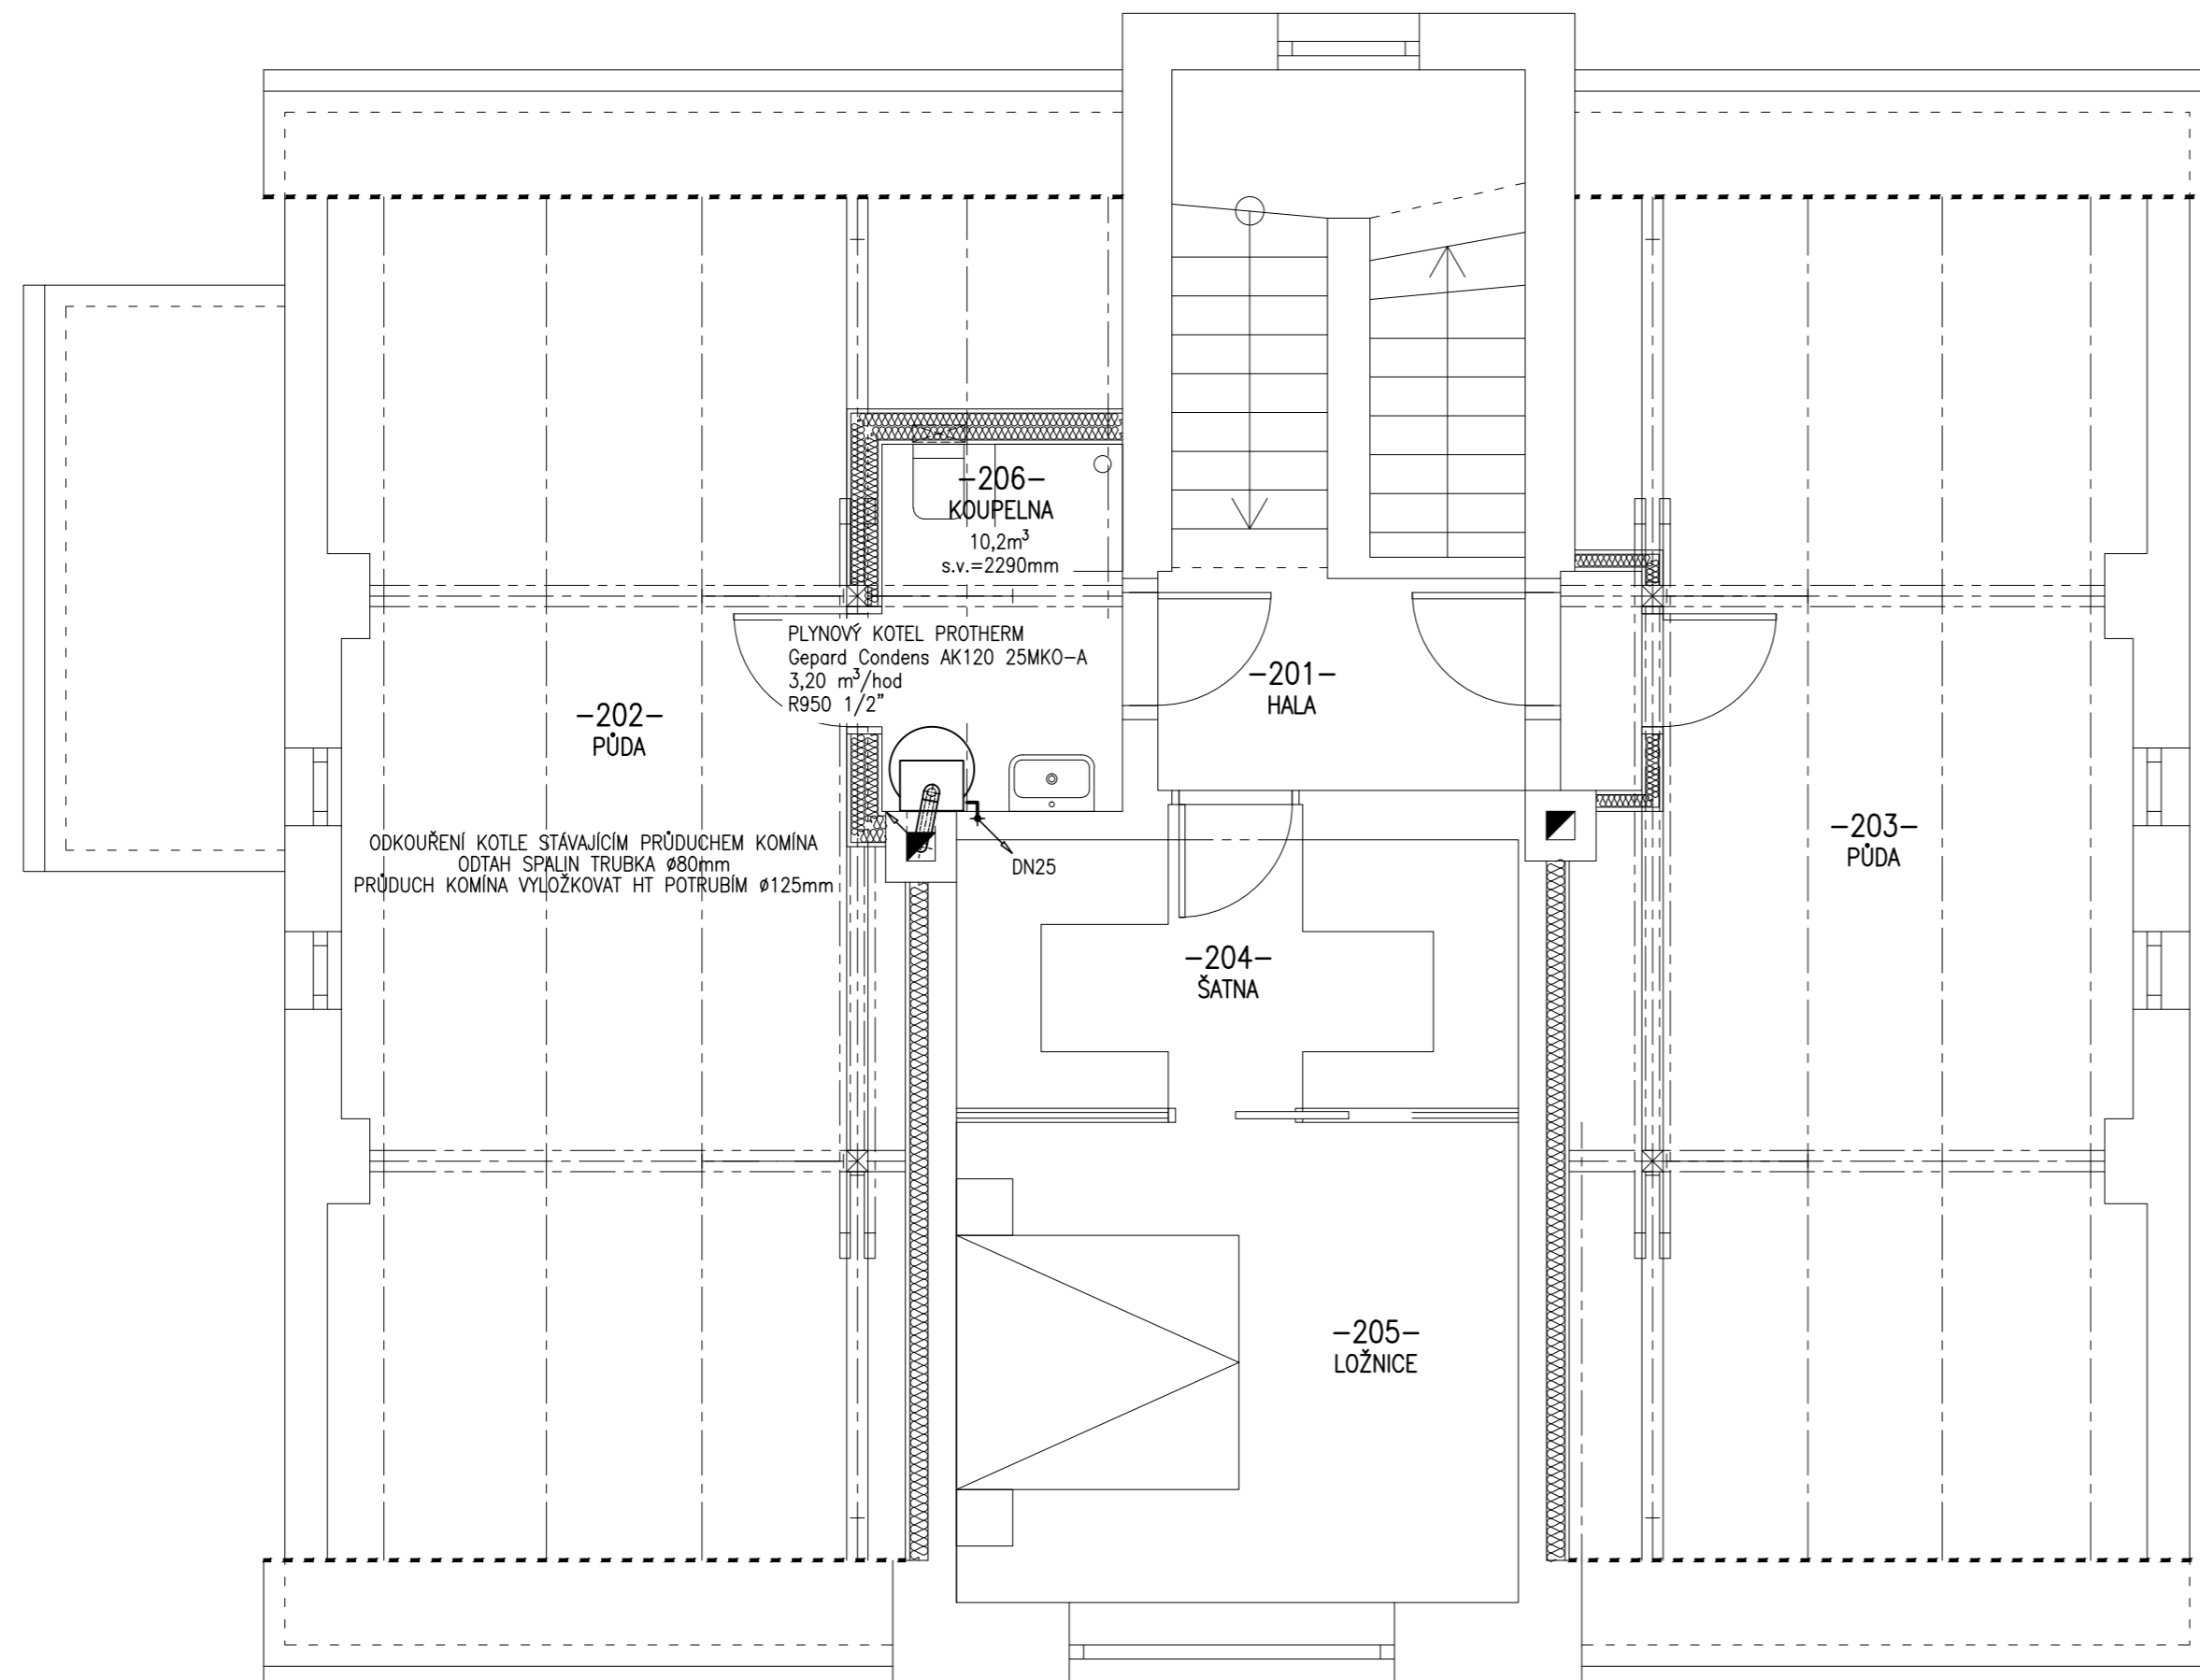 -206-
KOUPELNA
10,2m³
s.v.=2290mm
PLYNOVÝ KOTEL PROTHERM
Gepard Condens AK120 25MKO-A
3,20 m³/hod
R950 1/2"
-201-
HALA
-202-
PŮDA
ODKOUŘENÍ KOTLE STÁVAJÍCÍM PRŮDUCHEM KOMÍNA
ODTAH SPALIN TRUBKA ø80mm
PRŮDUCH KOMÍNA VYLOŽKOVAT HT POTRUBÍM ø125mm
DN25
-203-
PŮDA
-204-
ŠATNA
-205-
LOŽNICE